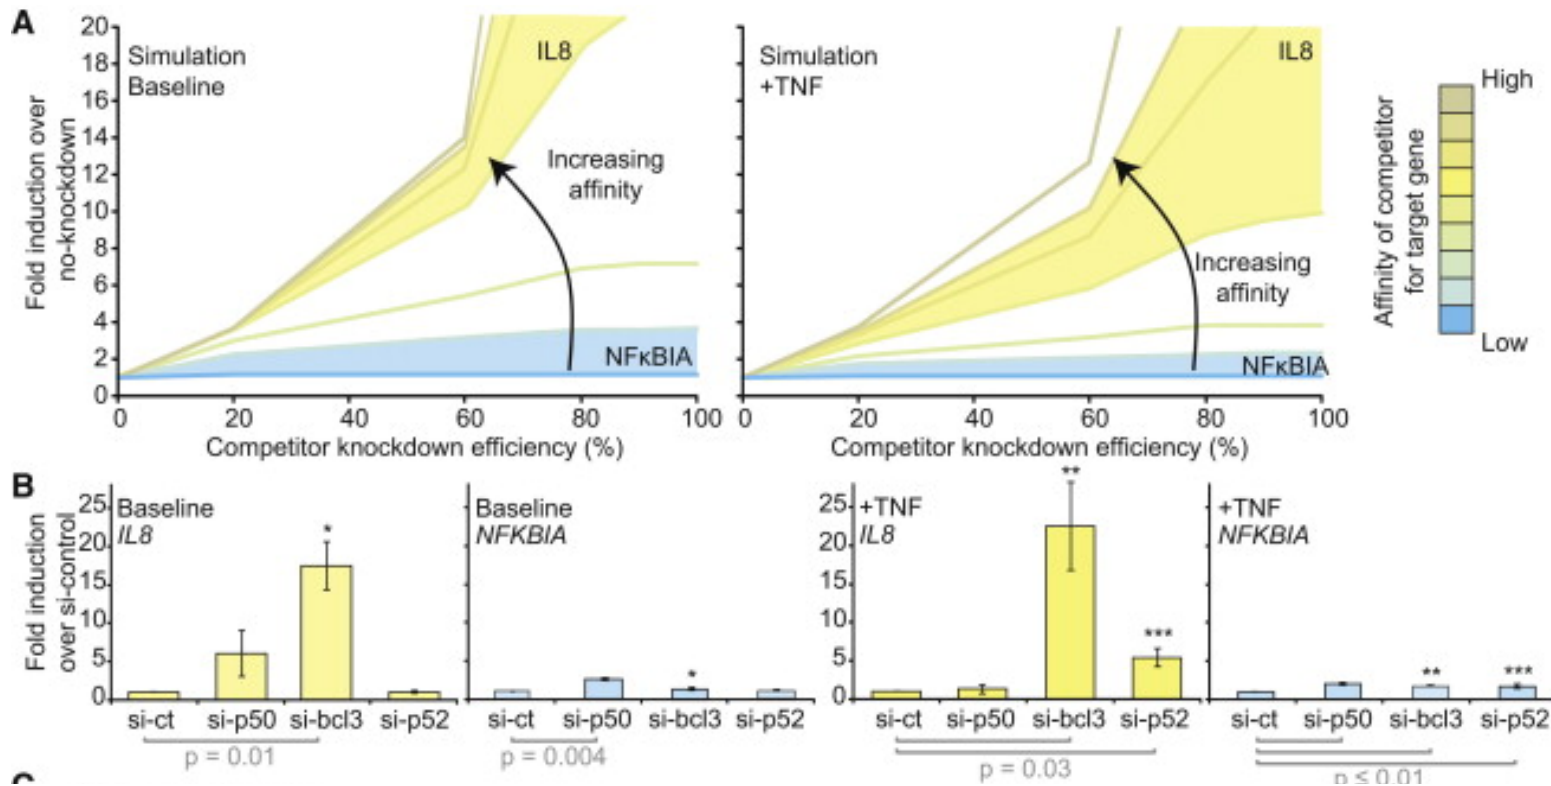 A
Fold induction over
no-knockdown
20
18
16
14
12
10
8
6
4
2
0
Simulation
Baseline
IL8
Increasing
affinity
NFκBIA
0 20 40 60 80 100
Competitor knockdown efficiency (%)
Simulation
+TNF
IL8
Increasing
affinity
NFκBIA
0 20 40 60 80 100
Competitor knockdown efficiency (%)
Affinity of competitor
for target gene
High
Low
B
Fold induction
over si-control
25
20
15
10
5
0
Baseline
IL8
*
si-ct si-p50 si-bcl3 si-p52
p = 0.01
Baseline
NFKBIA
*
si-ct si-p50 si-bcl3 si-p52
p = 0.004
25
20
15
10
5
0
+TNF
IL8
**
***
si-ct si-p50 si-bcl3 si-p52
p = 0.03
+TNF
NFKBIA
**
***
si-ct si-p50 si-bcl3 si-p52
p ≤ 0.01